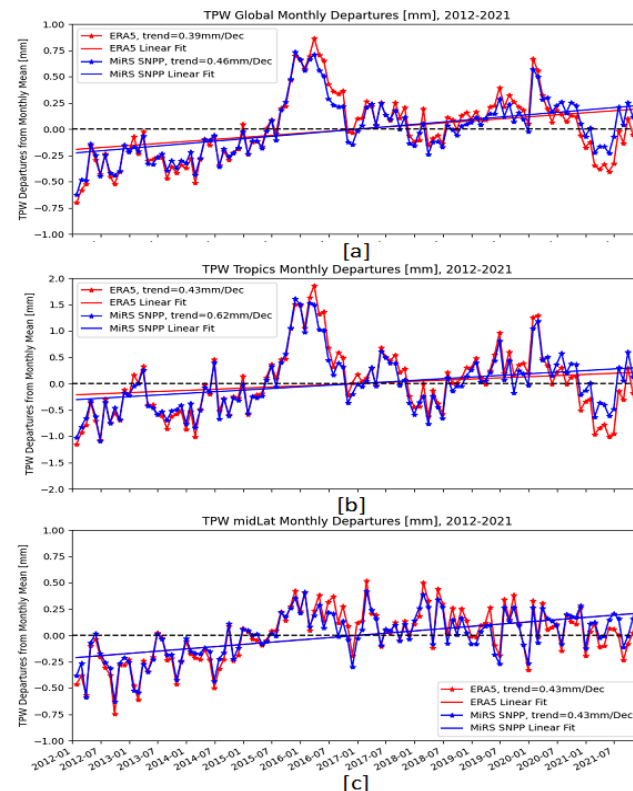 TPW Global Monthly Departures [mm], 2012-2021
TPW Departures from Monthly Mean [mm]
1.00
0.75
0.50
0.25
0.00
−0.25
−0.50
−0.75
−1.00
ERA5, trend=0.39mm/Dec
ERA5 Linear Fit
MiRS SNPP, trend=0.46mm/Dec
MiRS SNPP Linear Fit
[a]
TPW Tropics Monthly Departures [mm], 2012-2021
TPW Departures from Monthly Mean [mm]
2.0
1.5
1.0
0.5
0.0
−0.5
−1.0
−1.5
−2.0
ERA5, trend=0.43mm/Dec
ERA5 Linear Fit
MiRS SNPP, trend=0.62mm/Dec
MiRS SNPP Linear Fit
[b]
TPW midLat Monthly Departures [mm], 2012-2021
TPW Departures from Monthly Mean [mm]
1.00
0.75
0.50
0.25
0.00
−0.25
−0.50
−0.75
−1.00
ERA5, trend=0.43mm/Dec
ERA5 Linear Fit
MiRS SNPP, trend=0.43mm/Dec
MiRS SNPP Linear Fit
2012-01
2012-07
2013-01
2013-07
2014-01
2014-07
2015-01
2015-07
2016-01
2016-07
2017-01
2017-07
2018-01
2018-07
2019-01
2019-07
2020-01
2020-07
2021-01
2021-07
[c]